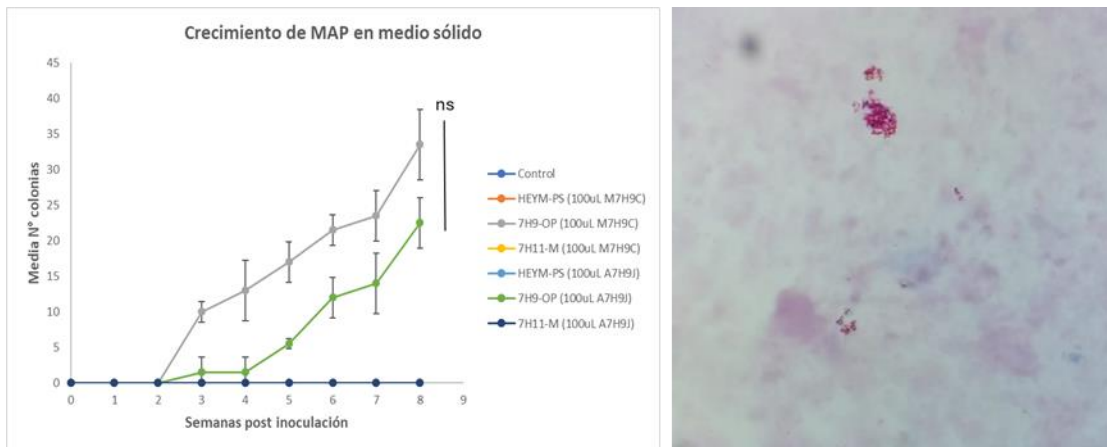 Crecimiento de MAP en medio sólido
45
40
35
30
25
20
15
10
5
0
Media N° colonias
0 1 2 3 4 5 6 7 8 9
Semanas post inoculación
ns
Control
HEYM-PS (100uL M7H9C)
7H9-OP (100uL M7H9C)
7H11-M (100uL M7H9C)
HEYM-PS (100uL A7H9J)
7H9-OP (100uL A7H9J)
7H11-M (100uL A7H9J)